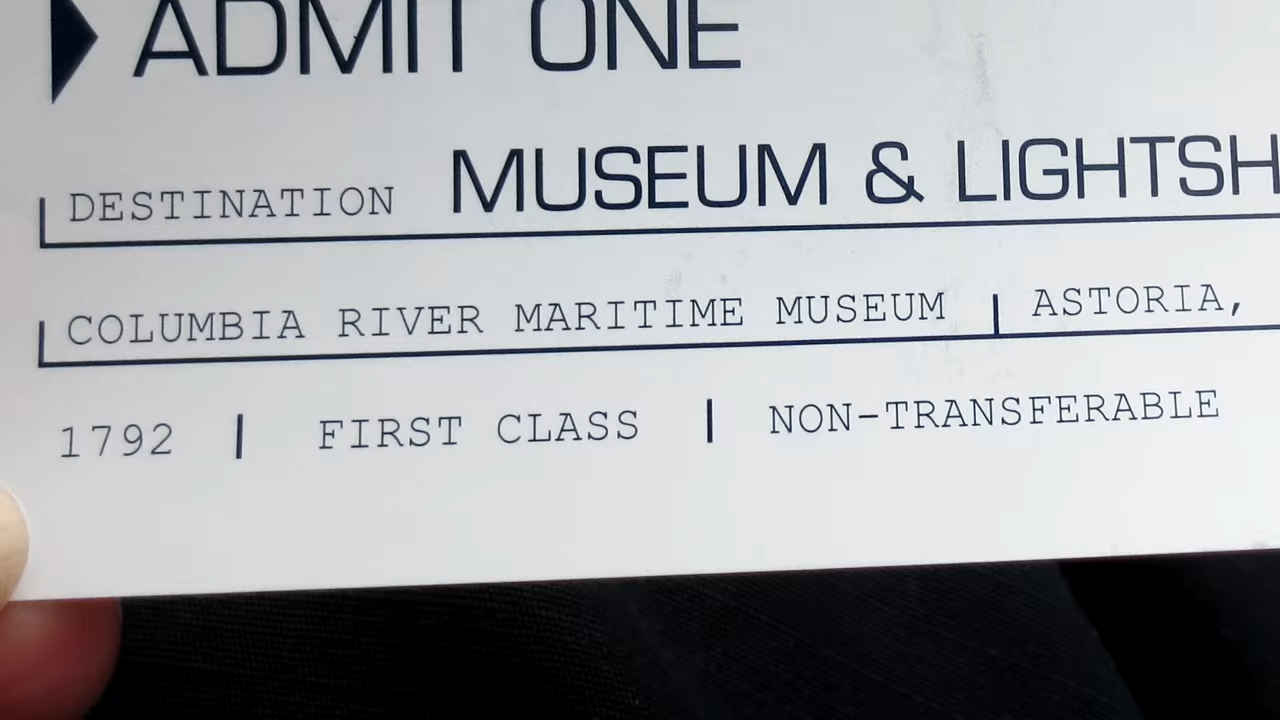 ADMIT ONE
DESTINATION MUSEUM & LIGHTSH
COLUMBIA RIVER MARITIME MUSEUM | ASTORIA,
1792 | FIRST CLASS | NON-TRANSFERABLE